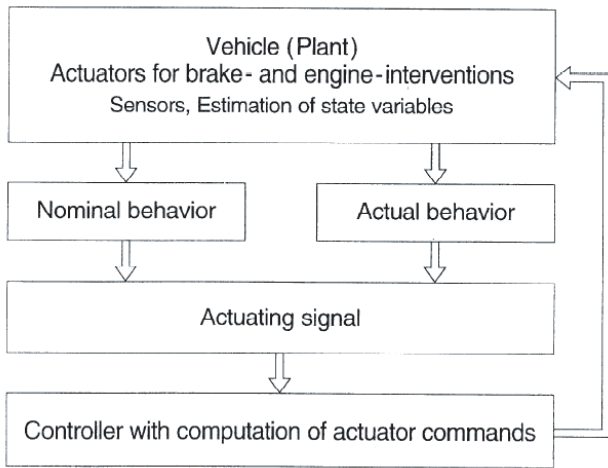 Vehicle (Plant)
Actuators for brake- and engine-interventions
Sensors, Estimation of state variables
Nominal behavior
Actual behavior
Actuating signal
Controller with computation of actuator commands